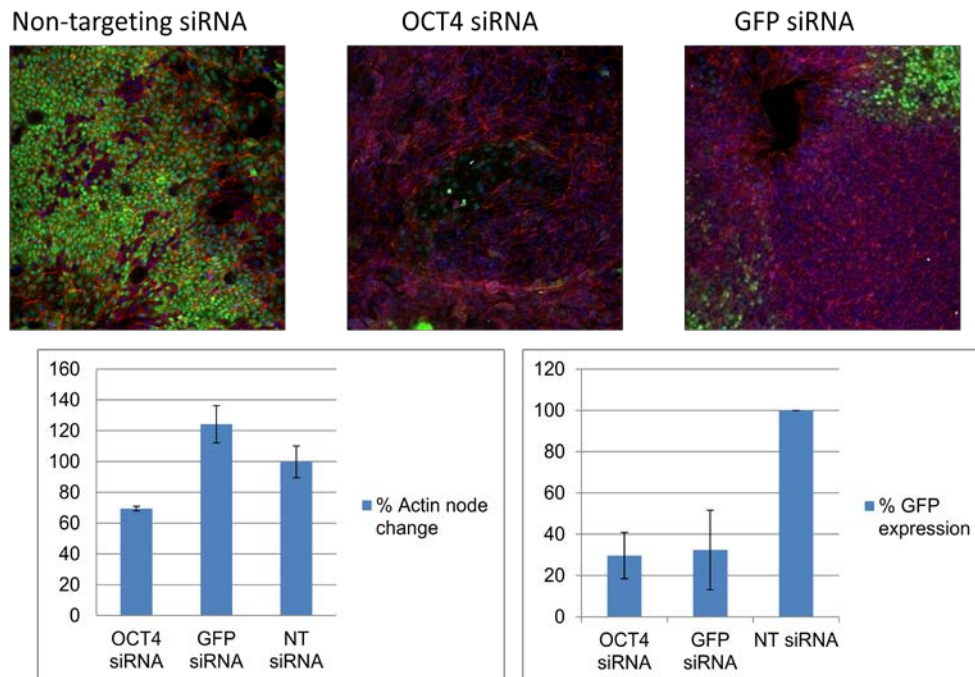 Non-targeting siRNA
OCT4 siRNA
GFP siRNA
160
140
120
100
80
60
40
20
0
OCT4
siRNA
GFP
siRNA
NT
siRNA
% Actin node
change
120
100
80
60
40
20
0
OCT4
siRNA
GFP
siRNA
NT siRNA
% GFP
expression